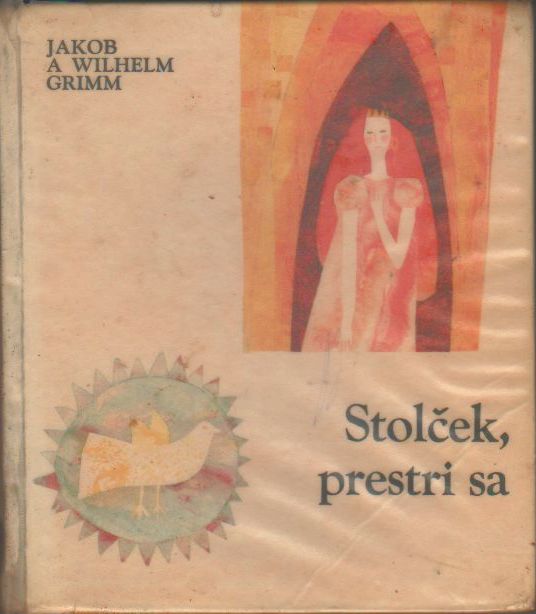 JAKOB
A WILHELM
GRIMM
Stolček,
prestri sa